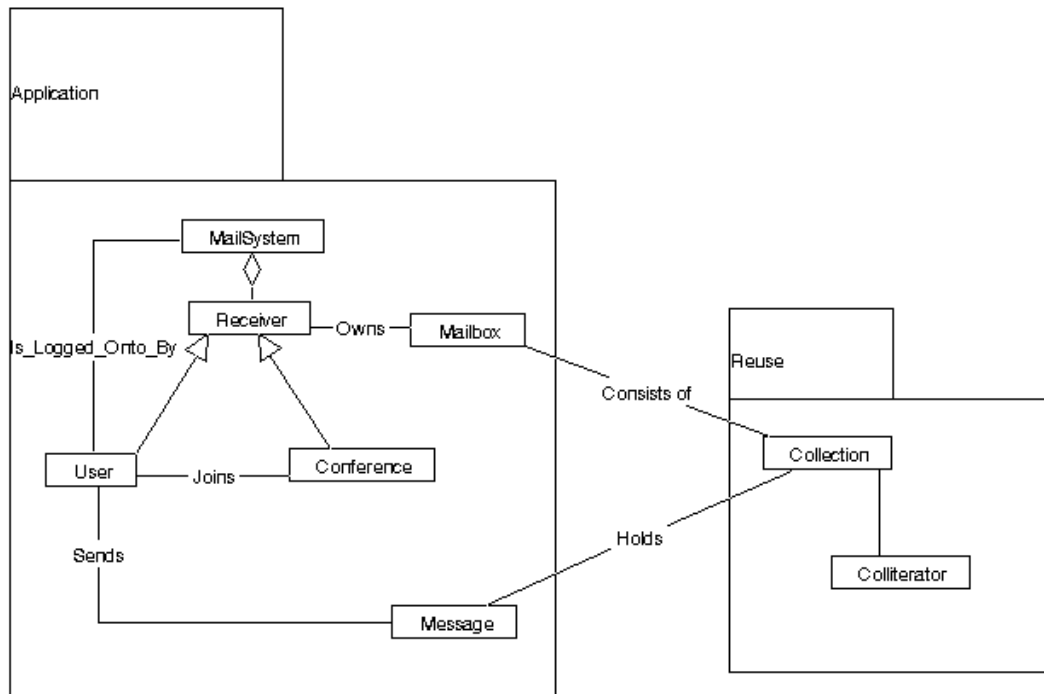 Application
MailSystem
Receiver
Owns
Mailbox
Is_Logged_Onto_By
Reuse
Consists of
Collection
User
Joins
Conference
Holds
Sends
Colliterator
Message